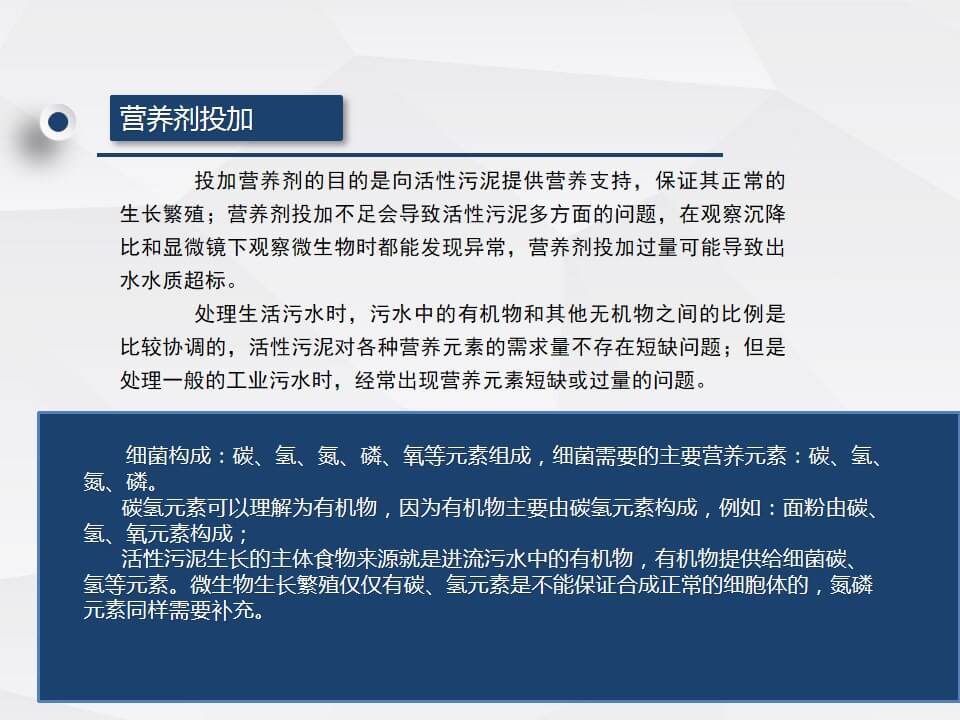 营养剂投加
投加营养剂的目的是向活性污泥提供营养支持，保证其正常的
生长繁殖；营养剂投加不足会导致活性污泥多方面的问题，在观察沉降
比和显微镜下观察微生物时都能发现异常，营养剂投加过量可能导致出
水水质超标。
处理生活污水时，污水中的有机物和其他无机物之间的比例是
比较协调的，活性污泥对各种营养元素的需求量不存在短缺问题；但是
处理一般的工业污水时，经常出现营养元素短缺或过量的问题。
细菌构成：碳、氢、氮、磷、氧等元素组成，细菌需要的主要营养元素：碳、氢、
氮、磷。
碳氢元素可以理解为有机物，因为有机物主要由碳氢元素构成，例如：面粉由碳、
氢、氧元素构成；
活性污泥生长的主体食物来源就是进流污水中的有机物，有机物提供给细菌碳、
氢等元素。微生物生长繁殖仅仅有碳、氢元素是不能保证合成正常的细胞体的，氮磷
元素同样需要补充。